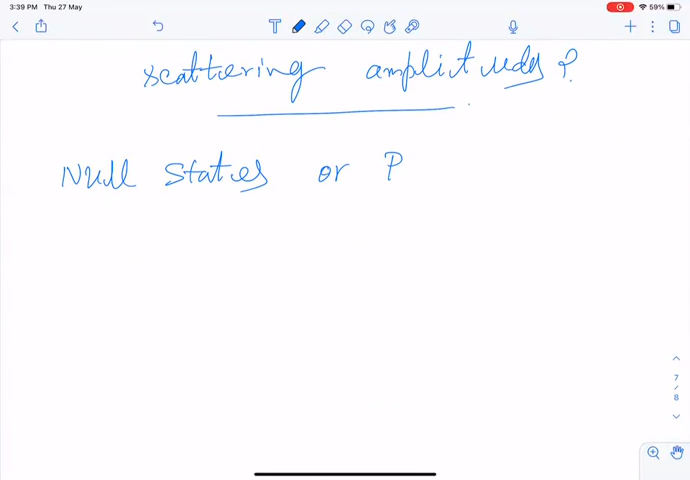 3:39 PM Thu 27 May 59%
scattering amplitudes?
Null States or P
7
/
8